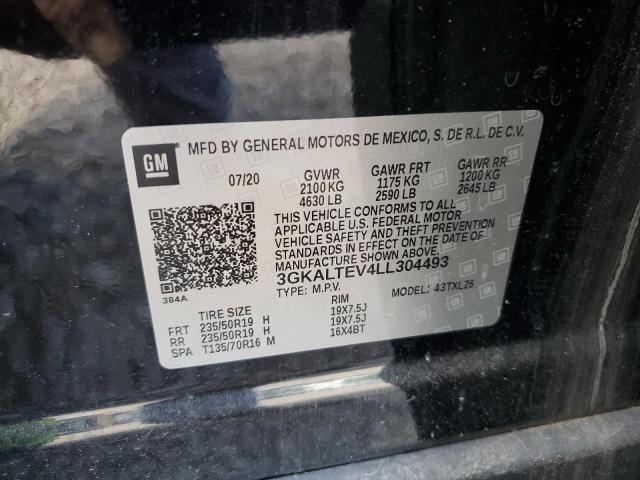 GM
MFD BY GENERAL MOTORS DE MEXICO, S. DE R.L. DE C.V.
07/20 GVWR GAWR FRT GAWR RR
2100 KG 1175 KG 1200 KG
4630 LB 2590 LB 2645 LB
THIS VEHICLE CONFORMS TO ALL
APPLICABLE U.S. FEDERAL MOTOR
VEHICLE SAFETY AND THEFT PREVENTION
STANDARDS IN EFFECT ON THE DATE OF
MANUFACTURE SHOWN ABOVE.
3GKALTEV4LL304493
TYPE: M.P.V. MODEL: 43TXL26
384A
TIRE SIZE RIM
FRT 235/50R19 H 19X7.5J
RR 235/50R19 H 19X7.5J
SPA T135/70R16 M 16X4BT